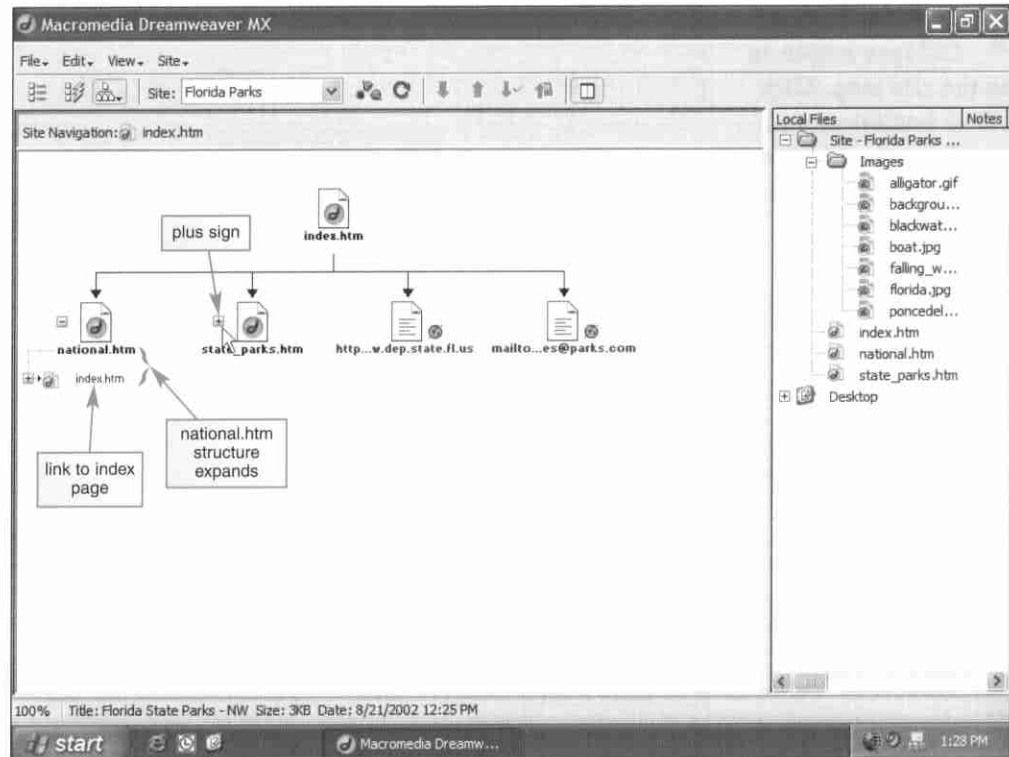 Macromedia Dreamweaver MX
File Edit View Site
Site: Florida Parks
Site Navigation: index.htm
Local Files Notes
Site - Florida Parks ...
Images
alligator.gif
backgrou...
blackwat...
boat.jpg
falling_w...
florida.jpg
poncedel...
index.htm
national.htm
state_parks.htm
Desktop
index.htm
plus sign
national.htm
state_parks.htm
http...w.dep.state.fl.us
mailto...es@parks.com
index.htm
link to index
page
national.htm
structure
expands
100% Title: Florida State Parks - NW Size: 3KB Date: 8/21/2002 12:25 PM
start
Macromedia Dreamw...
1:28 PM